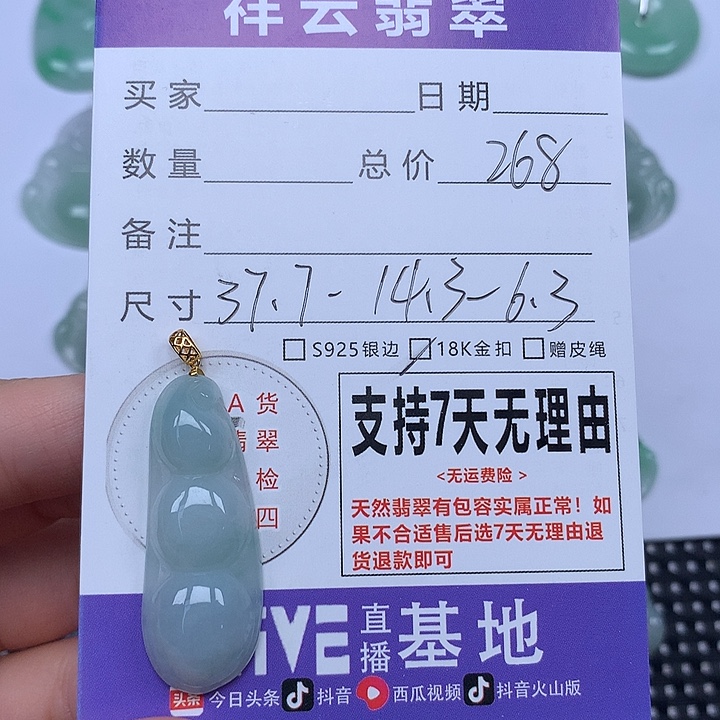 祥云翡翠
买家 日期
数量 总价 268
备注
尺寸 37.7-14.3-6.3
S925银边 18K金扣 赠皮绳
A货
翡翠
检
四
支持7天无理由
<无运费险>
天然翡翠有包容实属正常！如
果不合适售后选7天无理由退
货退款即可
LIVE 直播 基地
头条 今日头条 抖音 西瓜视频 抖音火山版